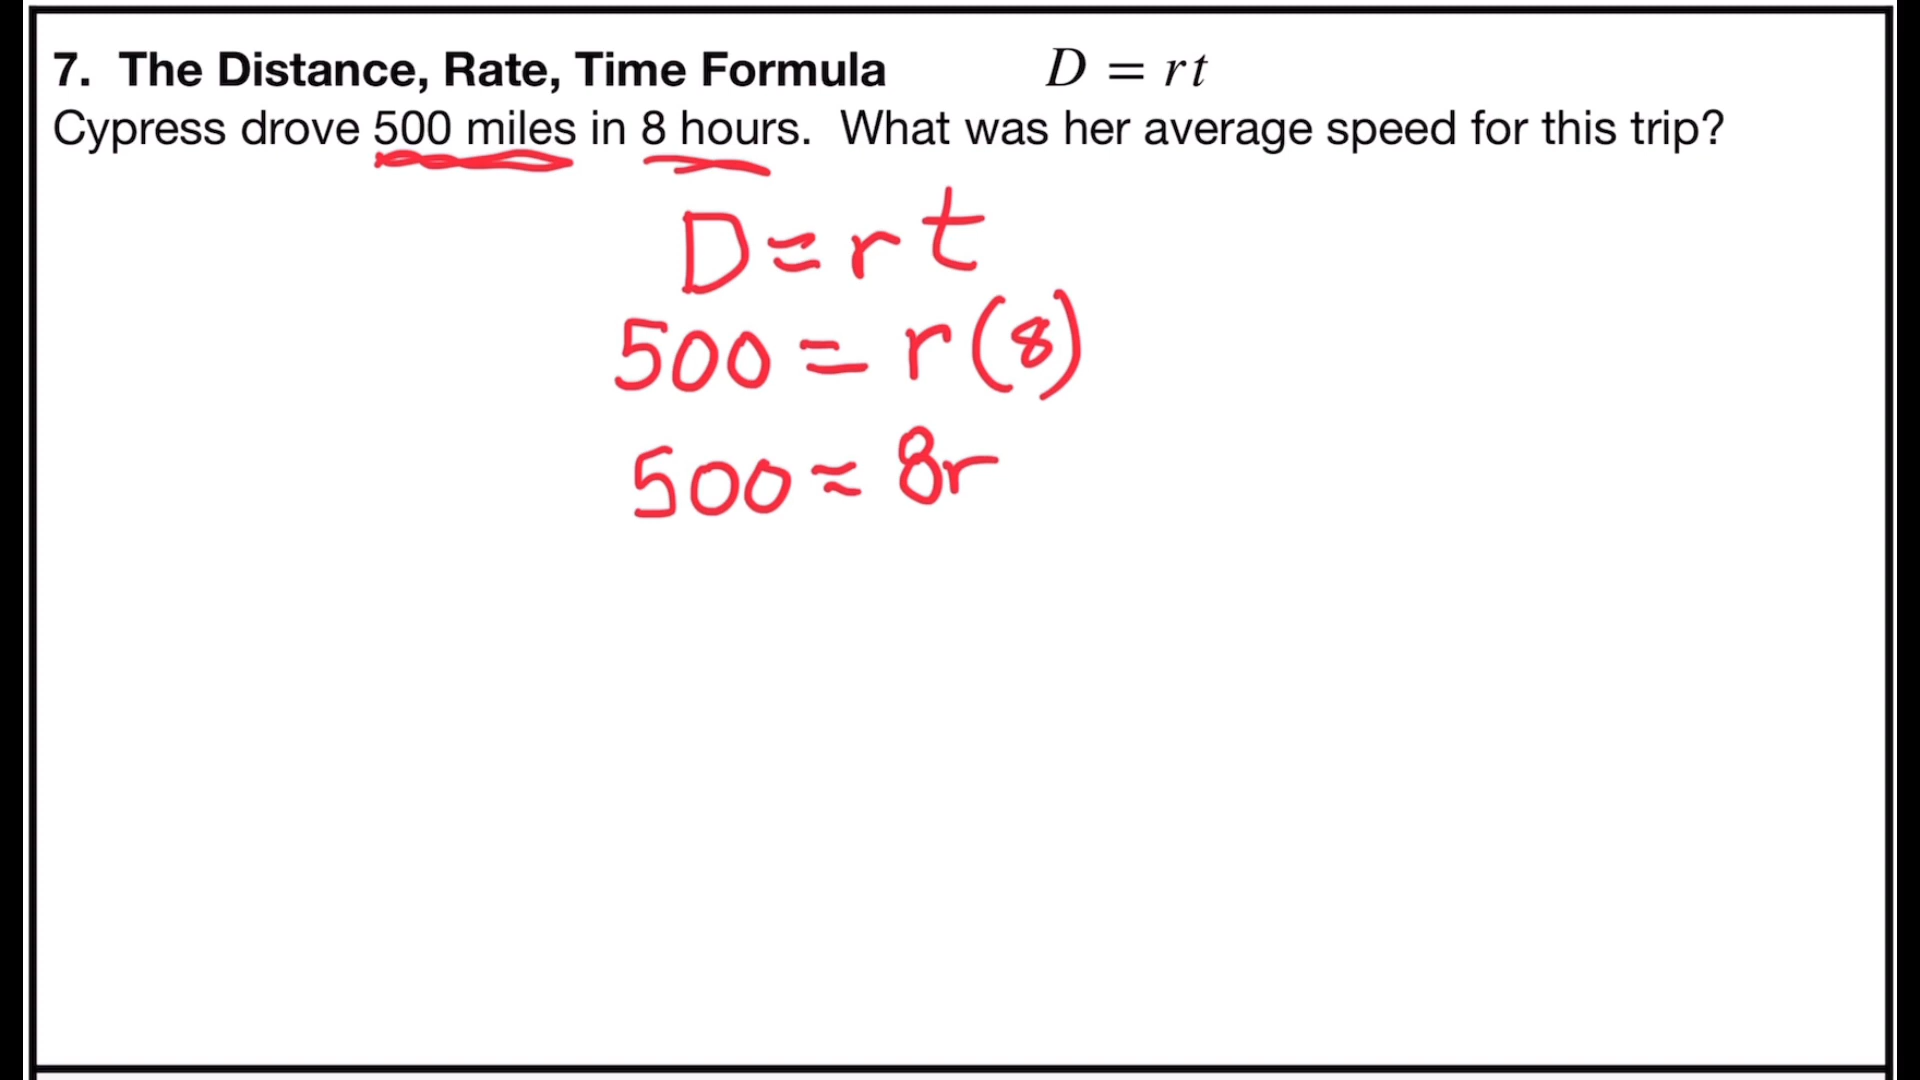 7. The Distance, Rate, Time Formula D = rt
Cypress drove 500 miles in 8 hours. What was her average speed for this trip?
D = rt
500 = r(8)
500 = 8r